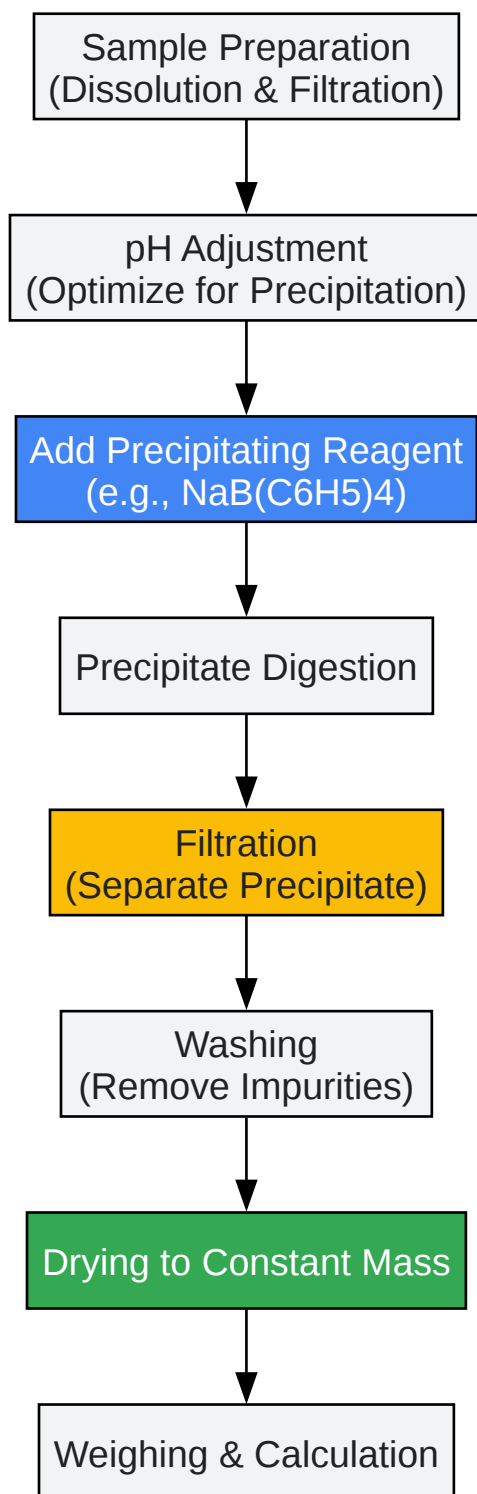 Sample Preparation
(Dissolution & Filtration)
pH Adjustment
(Optimize for Precipitation)
Add Precipitating Reagent
(e.g., NaB(C6H5)4)
Precipitate Digestion
Filtration
(Separate Precipitate)
Washing
(Remove Impurities)
Drying to Constant Mass
Weighing & Calculation